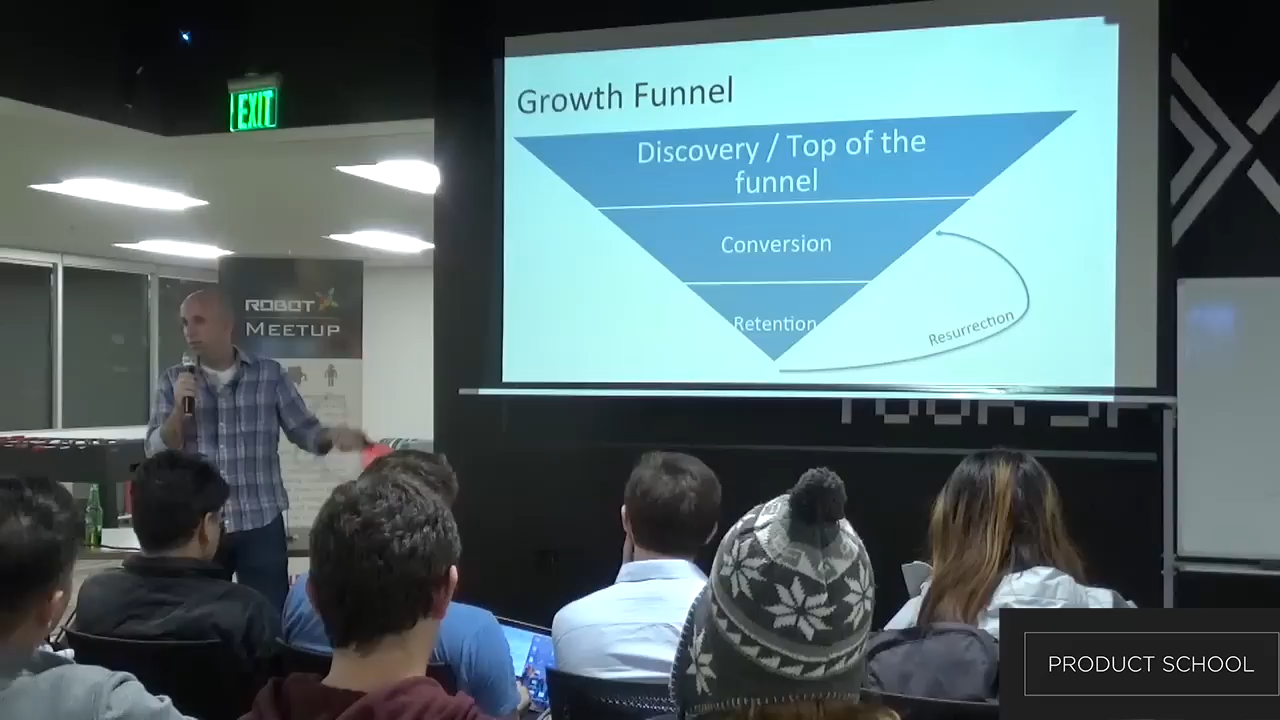 EXIT
Growth Funnel
Discovery / Top of the
funnel
Conversion
Retention
Resurrection
ROBOT
MEETUP
PRODUCT SCHOOL